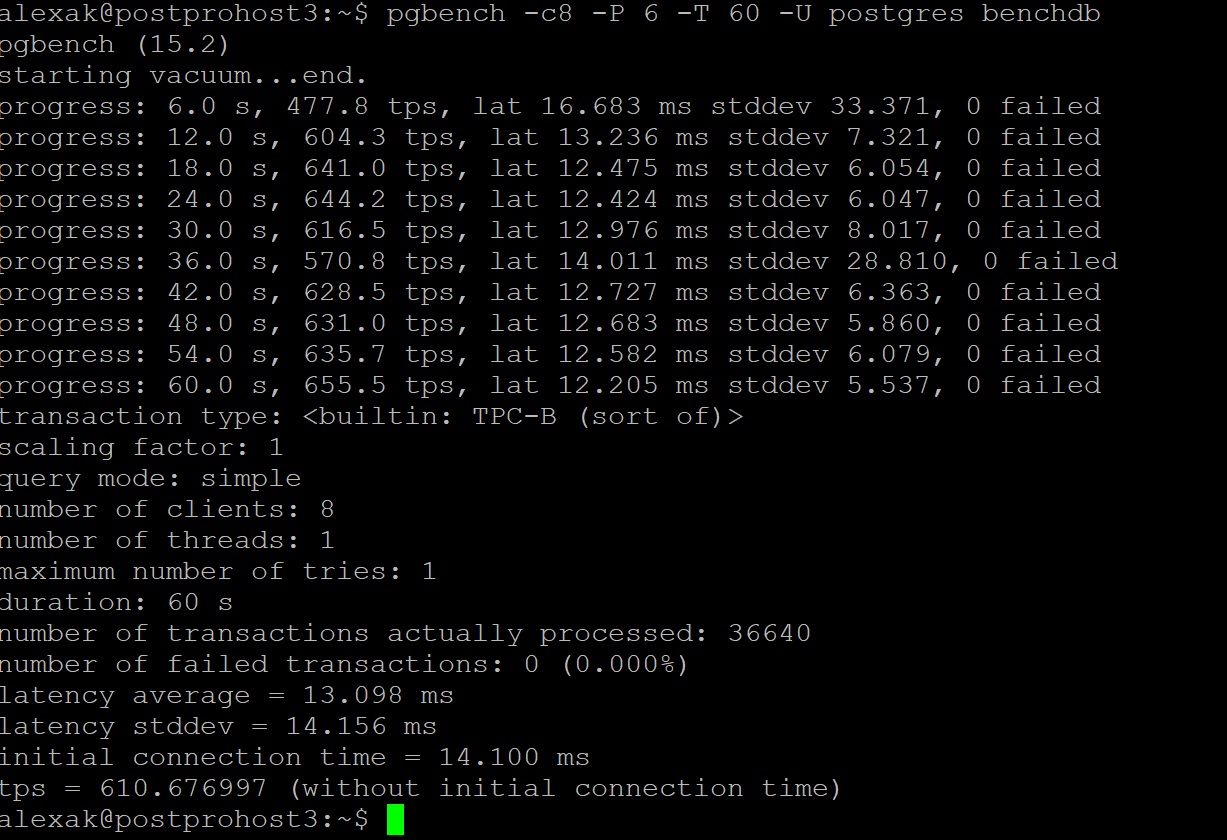 alexak@postprohost3:~$ pgbench -c8 -P 6 -T 60 -U postgres benchdb
pgbench (15.2)
starting vacuum...end.
progress: 6.0 s, 477.8 tps, lat 16.683 ms stddev 33.371, 0 failed
progress: 12.0 s, 604.3 tps, lat 13.236 ms stddev 7.321, 0 failed
progress: 18.0 s, 641.0 tps, lat 12.475 ms stddev 6.054, 0 failed
progress: 24.0 s, 644.2 tps, lat 12.424 ms stddev 6.047, 0 failed
progress: 30.0 s, 616.5 tps, lat 12.976 ms stddev 8.017, 0 failed
progress: 36.0 s, 570.8 tps, lat 14.011 ms stddev 28.810, 0 failed
progress: 42.0 s, 628.5 tps, lat 12.727 ms stddev 6.363, 0 failed
progress: 48.0 s, 631.0 tps, lat 12.683 ms stddev 5.860, 0 failed
progress: 54.0 s, 635.7 tps, lat 12.582 ms stddev 6.079, 0 failed
progress: 60.0 s, 655.5 tps, lat 12.205 ms stddev 5.537, 0 failed
transaction type: <builtin: TPC-B (sort of)>
scaling factor: 1
query mode: simple
number of clients: 8
number of threads: 1
maximum number of tries: 1
duration: 60 s
number of transactions actually processed: 36640
number of failed transactions: 0 (0.000%)
latency average = 13.098 ms
latency stddev = 14.156 ms
initial connection time = 14.100 ms
tps = 610.676997 (without initial connection time)
alexak@postprohost3:~$